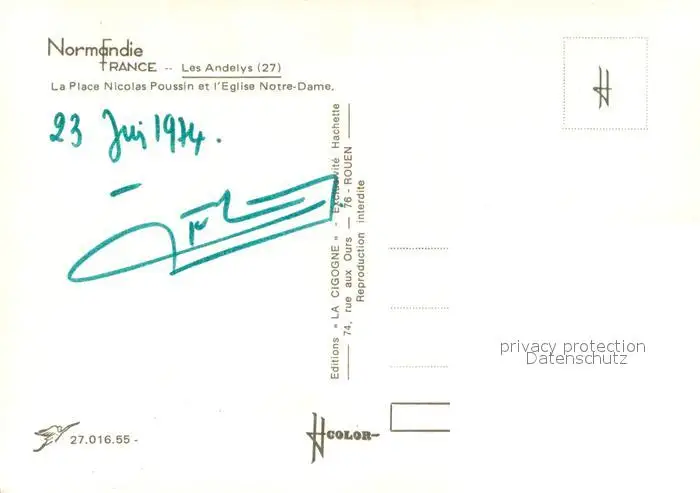 Normandie
FRANCE -- Les Andelys (27)
La Place Nicolas Poussin et l'Eglise Notre-Dame.
23 Jui 1974.
Editions « LA CIGOGNE » - Exclusivité Hachette
74, rue aux Ours — 76 - ROUEN
Reproduction interdite
privacy protection
Datenschutz
27.016.55 -
COLOR-